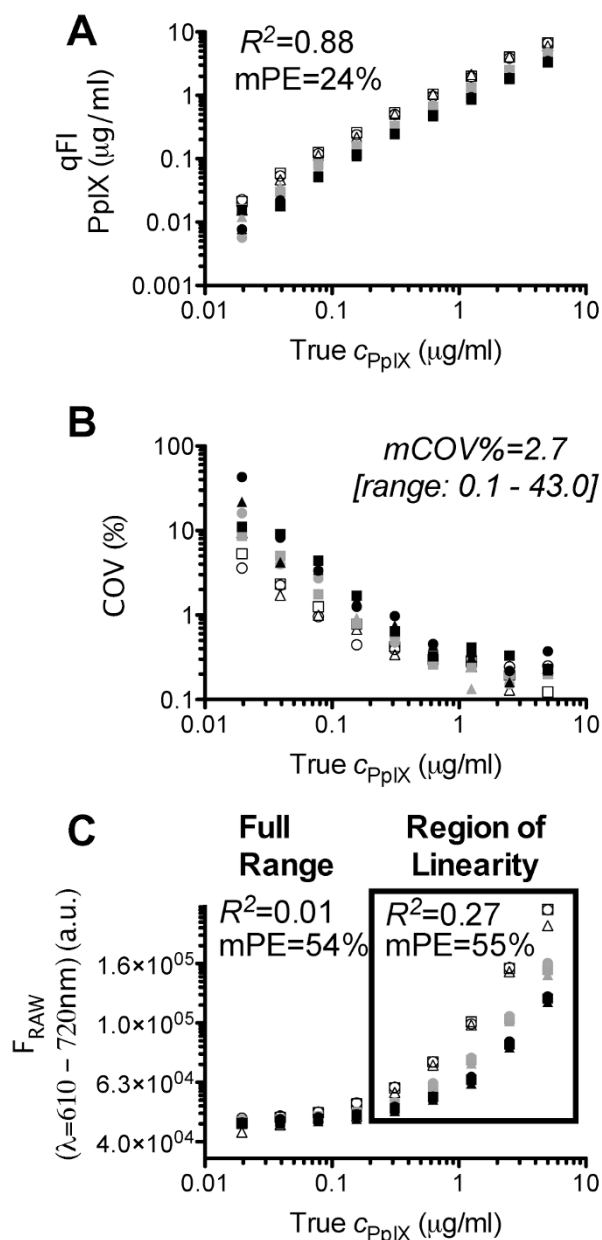 A
R²=0.88
mPE=24%
qFI
PpIX (μg/ml)
10
1
0.1
0.01
0.001
0.01
0.1
1
10
True cPpIX (μg/ml)
B
mCOV%=2.7
[range: 0.1 - 43.0]
COV (%)
100
10
1
0.1
0.01
0.1
1
10
True cPpIX (μg/ml)
C
Full
Range
Region of
Linearity
R²=0.01
mPE=54%
R²=0.27
mPE=55%
FRAW
(λ=610 – 720nm) (a.u.)
1.6×10⁰⁵
1.0×10⁰⁵
6.3×10⁰⁴
4.0×10⁰⁴
0.01
0.1
1
10
True cPpIX (μg/ml)